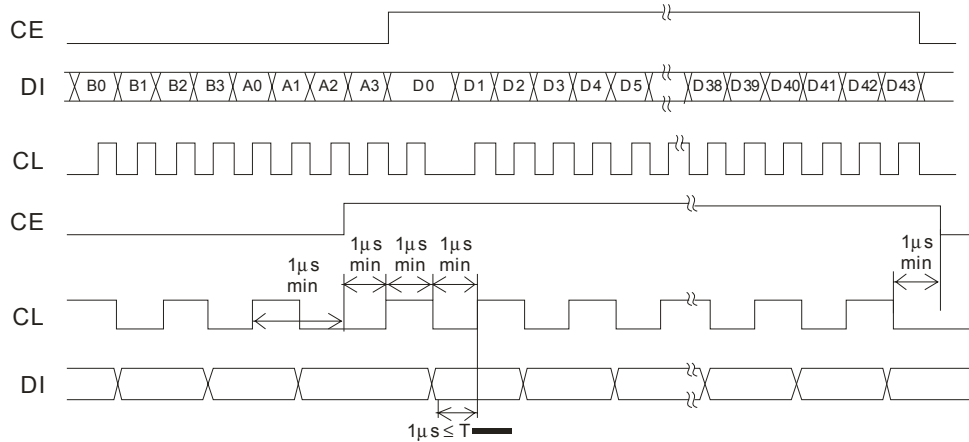 CE
DI B0 B1 B2 B3 A0 A1 A2 A3 D0 D1 D2 D3 D4 D5 D38 D39 D40 D41 D42 D43
CL
CE
1μs min 1μs min 1μs min 1μs min 1μs min
CL
DI
1μs ≤ T